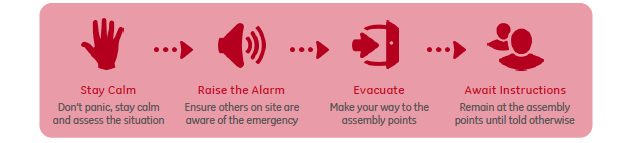 Stay Calm
Don't panic, stay calm
and assess the situation
Raise the Alarm
Ensure others on site are
aware of the emergency
Evacuate
Make your way to the
assembly points
Await Instructions
Remain at the assembly
points until told otherwise